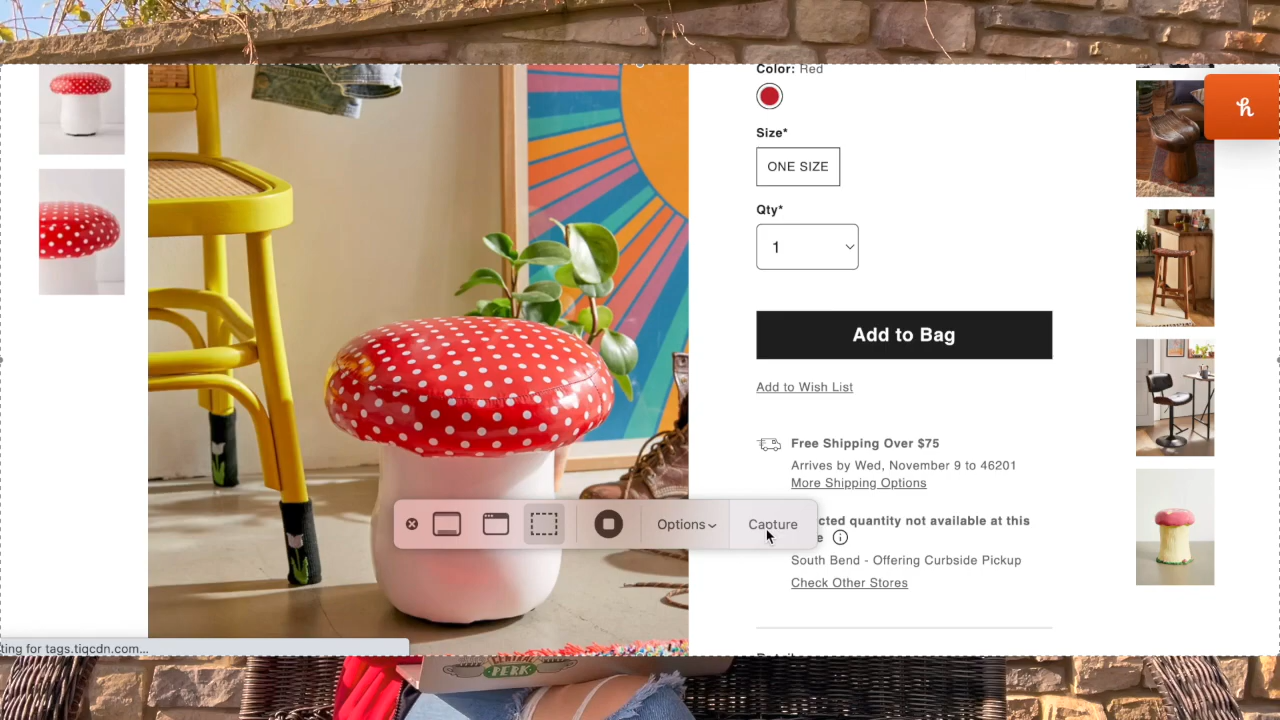 Color: Red
Size*
ONE SIZE
Qty*
1
Add to Bag
Add to Wish List
Free Shipping Over $75
Arrives by Wed, November 9 to 46201
More Shipping Options
Options
Capture
cted quantity not available at this
e
South Bend - Offering Curbside Pickup
Check Other Stores
ting for tags.tiqcdn.com...
CENTRAL
PERK